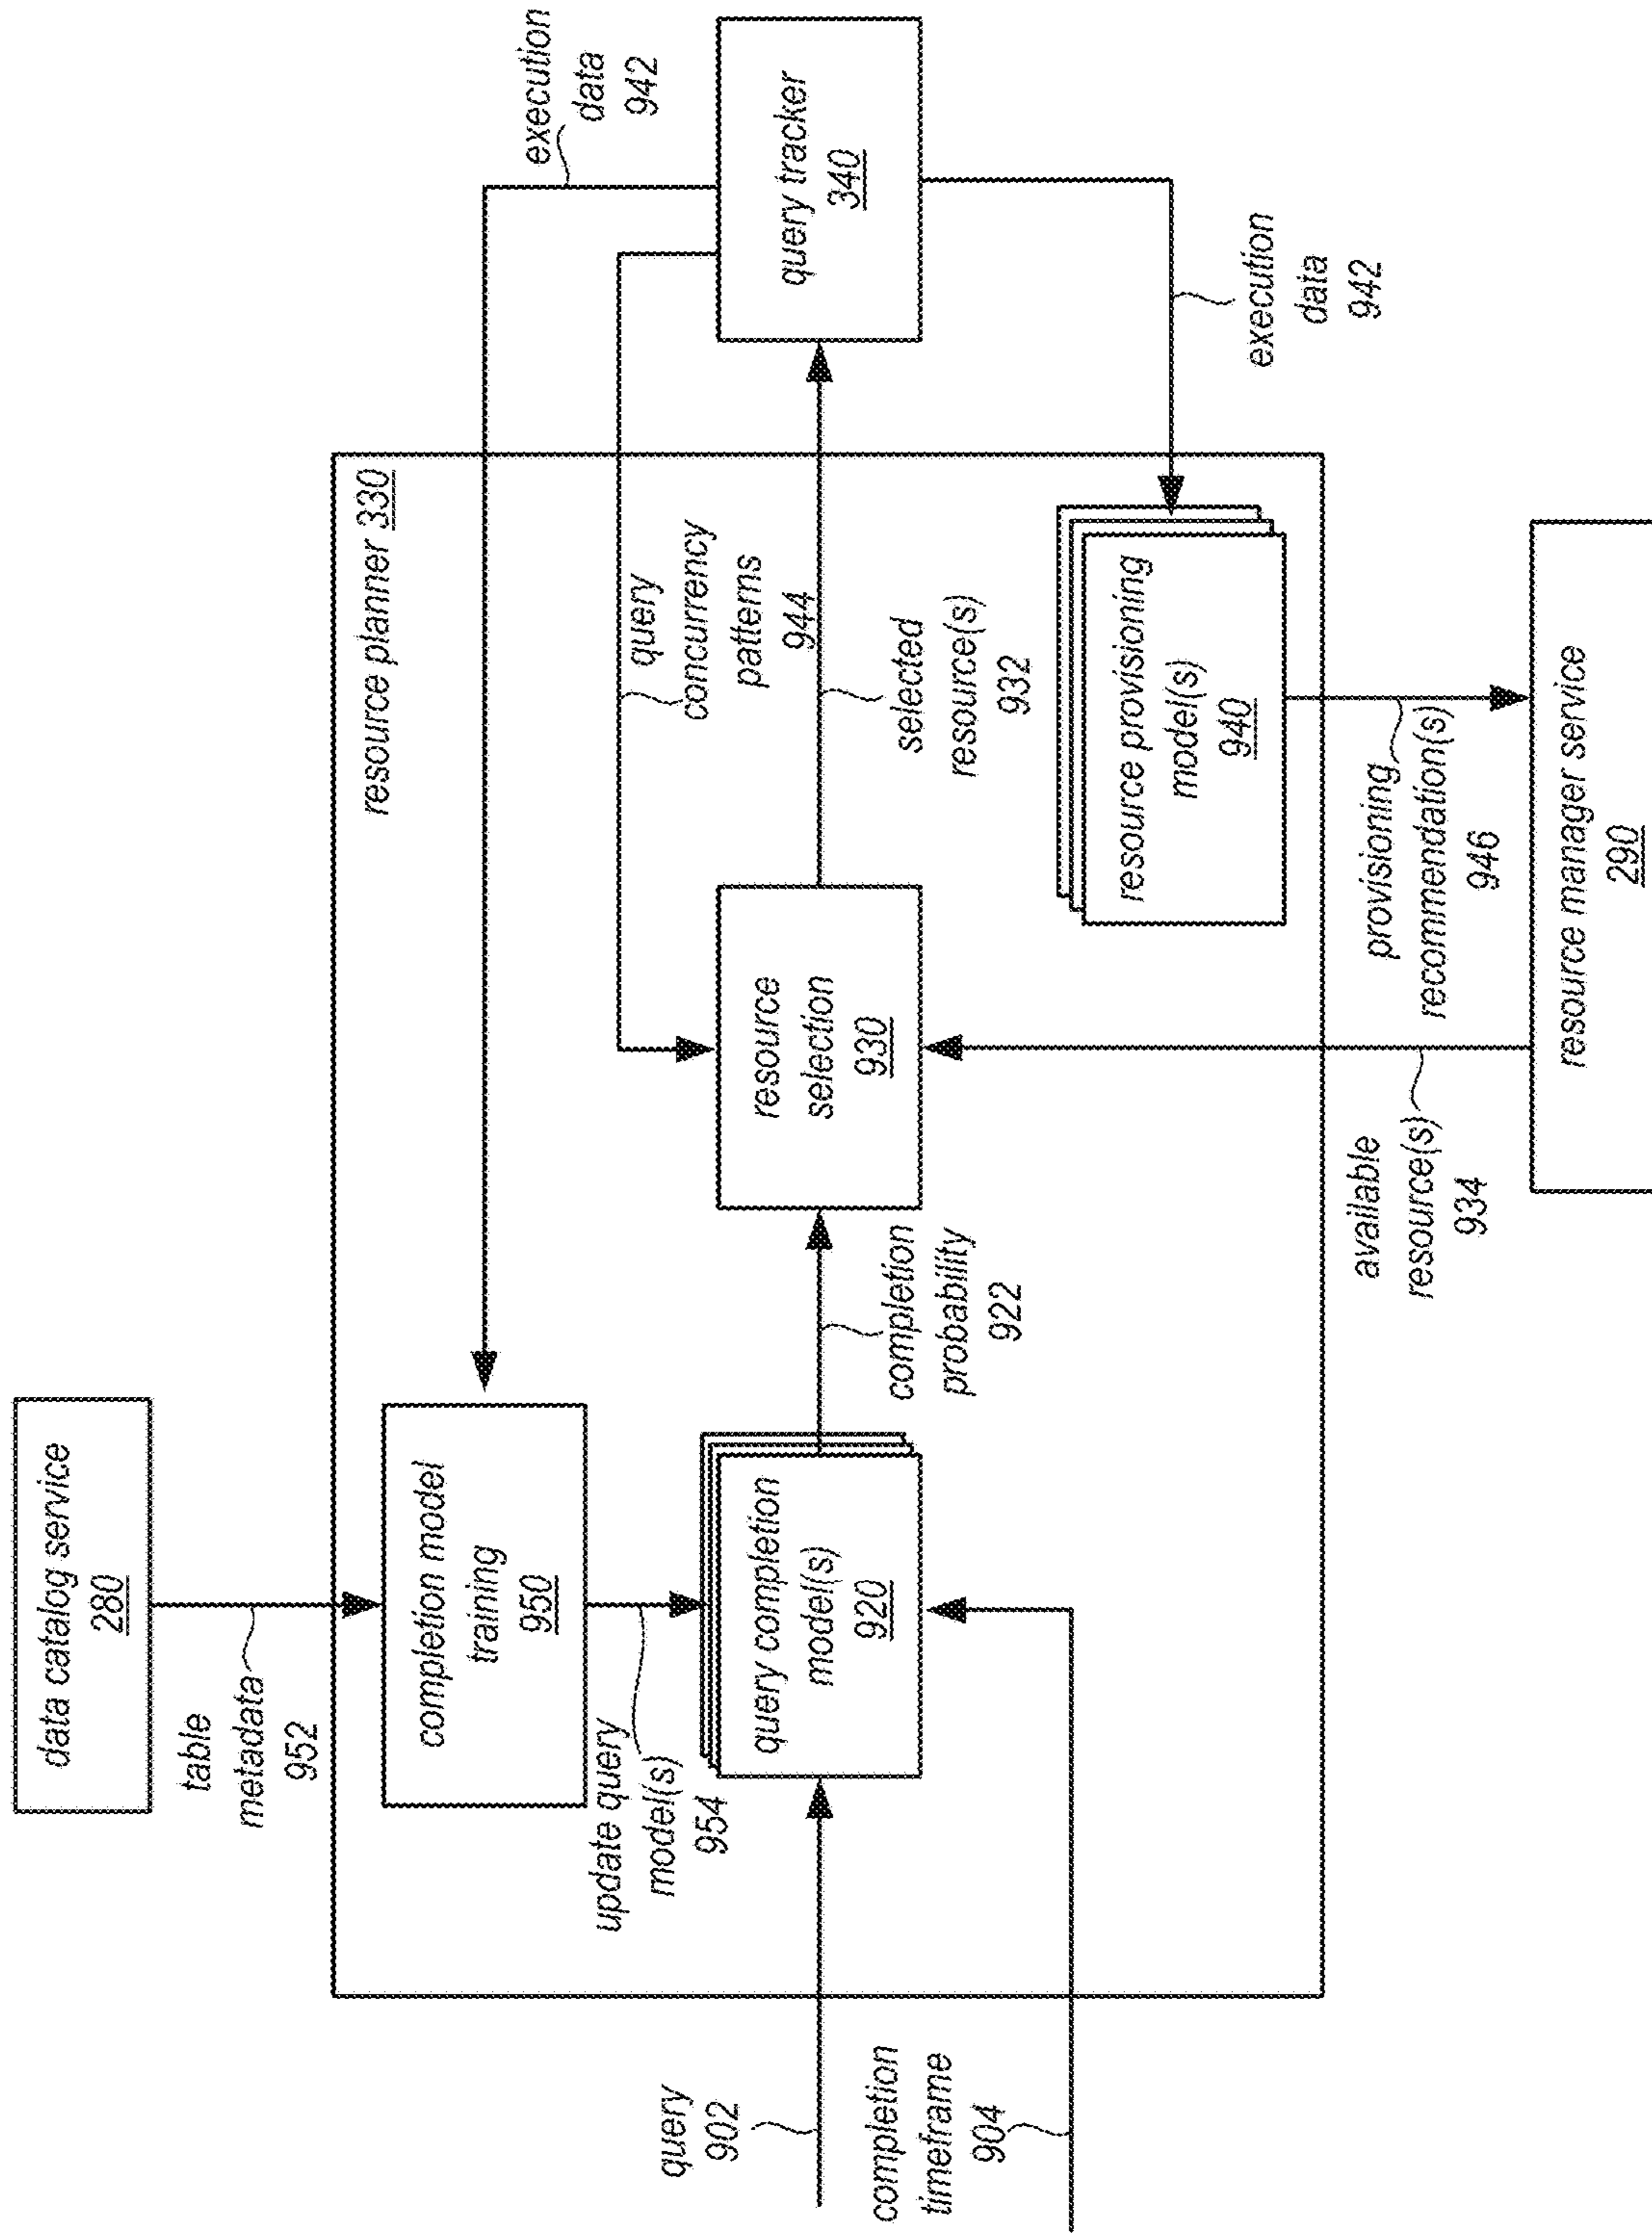 data catalog service
280
table
metadata
952
resource planner 330
execution
data
942
completion model
training
950
update query
model(s)
954
query
concurrency
patterns
944
query
902
query completion
model(s)
920
completion
probability
922
resource
selection
930
selected
resource(s)
932
query tracker
340
completion
timeframe
904
resource provisioning
model(s)
940
execution
data
942
available
resource(s)
934
provisioning
recommendation(s)
946
resource manager service
290